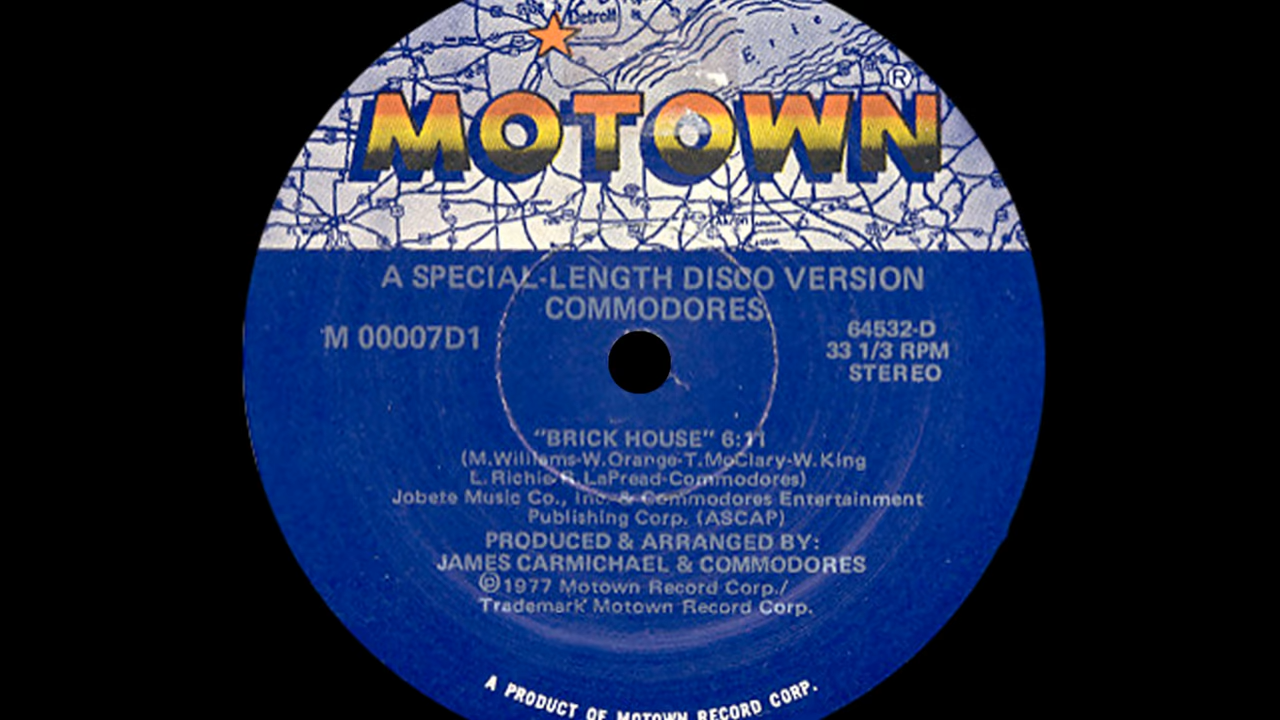 Detroit
Erie
®
MOTOWN
Akron
A SPECIAL-LENGTH DISCO VERSION
COMMODORES
M 00007D1
64532-D
33 1/3 RPM
STEREO
"BRICK HOUSE" 6:11
(M. Williams-W. Orange-T. McClary-W. King
L. Richie-R. LaPread-Commodores)
Jobete Music Co., Inc. & Commodores Entertainment
Publishing Corp. (ASCAP)
PRODUCED & ARRANGED BY:
JAMES CARMICHAEL & COMMODORES
℗1977 Motown Record Corp./
Trademark Motown Record Corp.
A PRODUCT OF MOTOWN RECORD CORP.